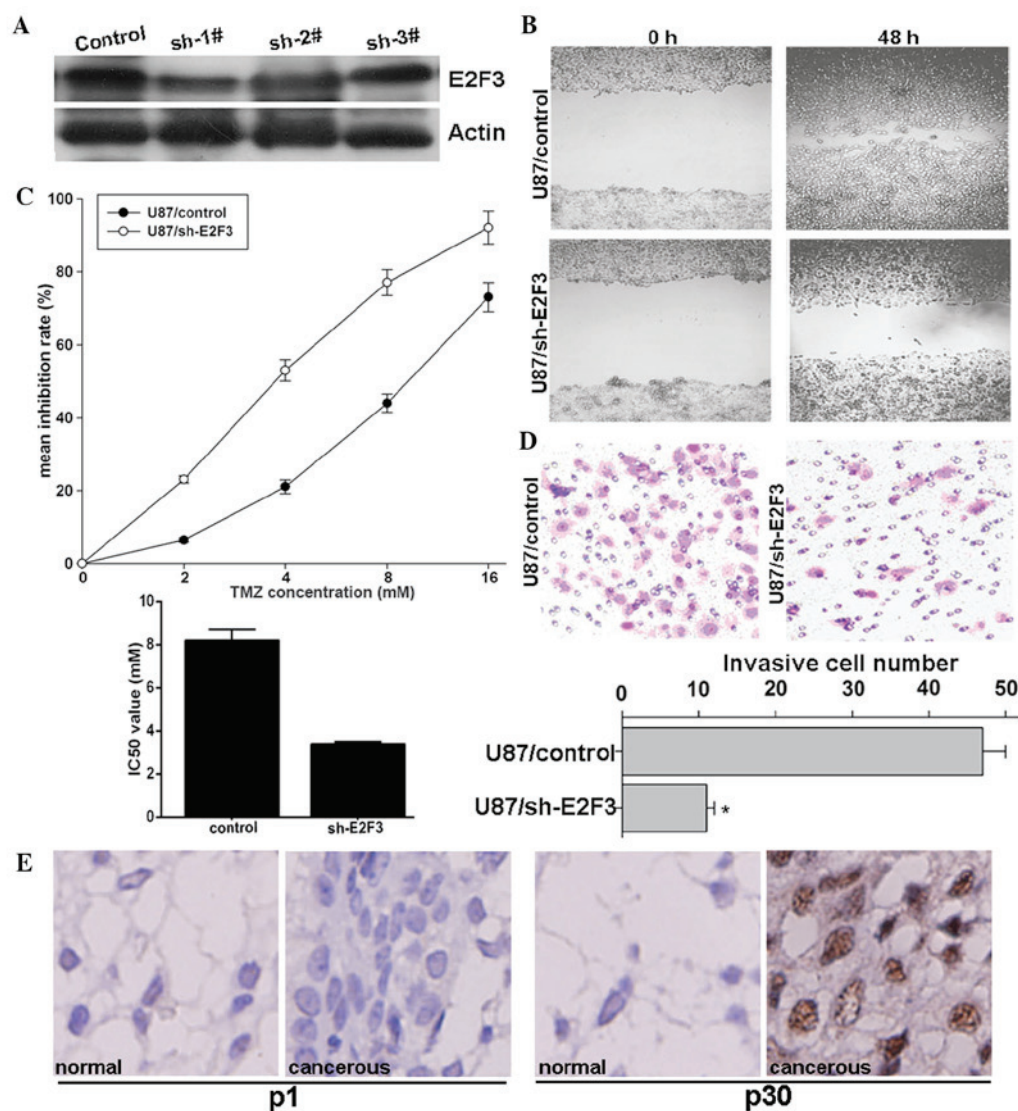 A
Control sh-1# sh-2# sh-3#
E2F3
Actin
B
0 h 48 h
U87/control
U87/sh-E2F3
C
100
80
60
40
20
0
mean inhibition rate (%)
U87/control
U87/sh-E2F3
0 2 4 8 16
TMZ concentration (mM)
10
8
6
4
2
0
IC50 value (mM)
control sh-E2F3
D
U87/control
U87/sh-E2F3
Invasive cell number
0 10 20 30 40 50
U87/control
U87/sh-E2F3
*
E
normal cancerous normal cancerous
p1 p30